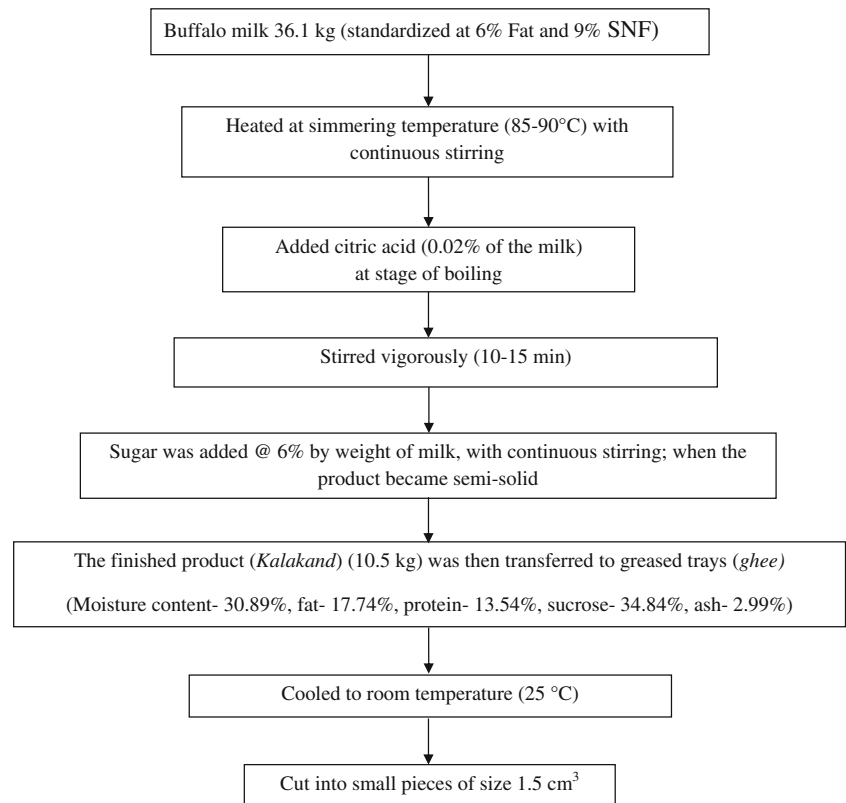 Buffalo milk 36.1 kg (standardized at 6% Fat and 9% SNF)
Heated at simmering temperature (85-90°C) with
continuous stirring
Added citric acid (0.02% of the milk)
at stage of boiling
Stirred vigorously (10-15 min)
Sugar was added @ 6% by weight of milk, with continuous stirring; when the
product became semi-solid
The finished product (Kalakand) (10.5 kg) was then transferred to greased trays (ghee)
(Moisture content- 30.89%, fat- 17.74%, protein- 13.54%, sucrose- 34.84%, ash- 2.99%)
Cooled to room temperature (25 °C)
Cut into small pieces of size 1.5 cm³